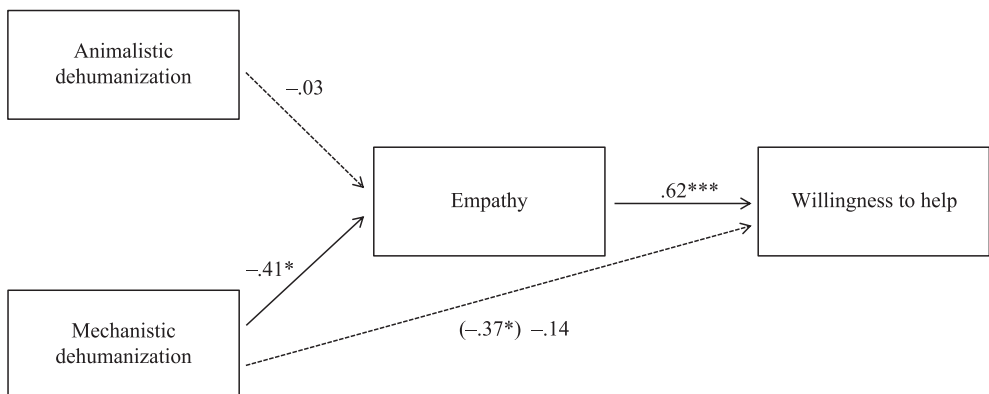 Animalistic
dehumanization
–.03
Empathy
.62***
Willingness to help
–.41*
Mechanistic
dehumanization
(–.37*) –.14